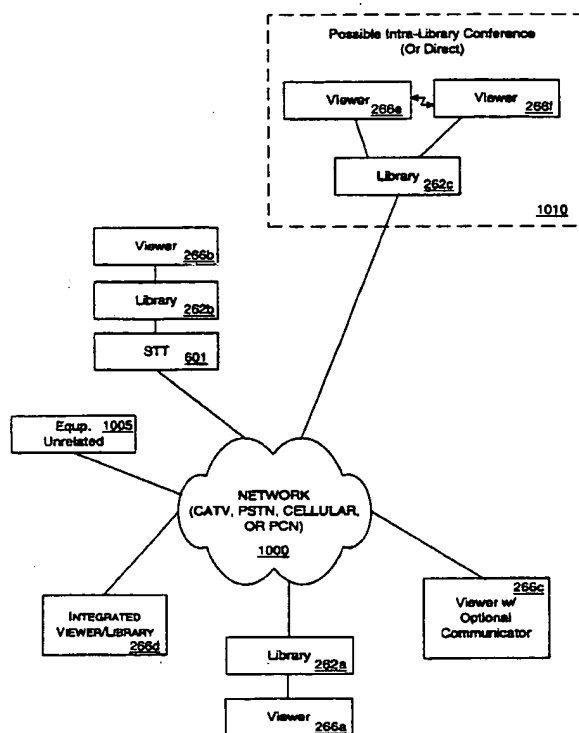 Possible Intra-Library Conference
(Or Direct)
Viewer
266e
Viewer
266f
Library
262c
1010
Viewer
266b
Library
262b
STT
601
Equp. 1005
Unrelated
NETWORK
(CATV, PSTN, CELLULAR,
OR PCN)
1000
INTEGRATED
VIEWER/LIBRARY
266d
266c
Viewer w/
Optional
Communicator
Library
262a
Viewer
266a